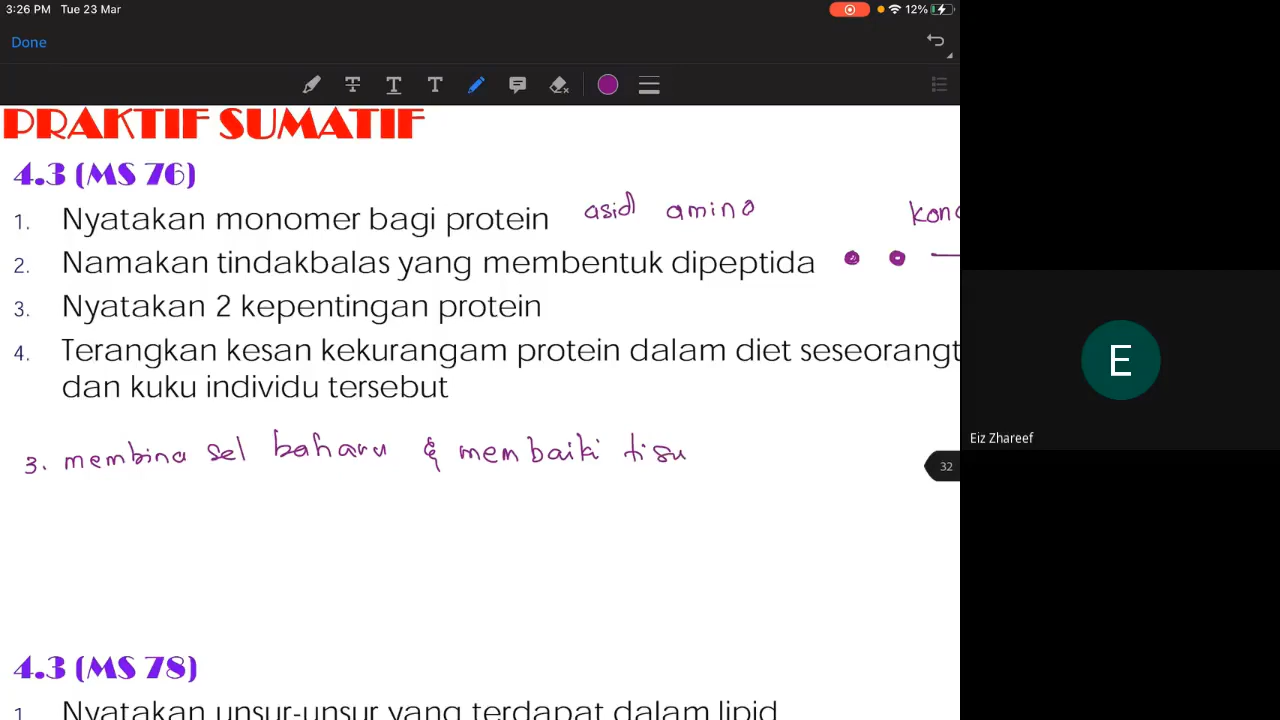 3:26 PM Tue 23 Mar
12%
Done
PRAKTIF SUMATIF
4.3 (MS 76)
1. Nyatakan monomer bagi protein asid amino
kond
2. Namakan tindakbalas yang membentuk dipeptida
3. Nyatakan 2 kepentingan protein
4. Terangkan kesan kekurangam protein dalam diet seseorangt
dan kuku individu tersebut
3. membina sel baharu & membaiki tisu
32
4.3 (MS 78)
1. Nyatakan unsur-unsur yang terdapat dalam lipid
E
Eiz Zhareef